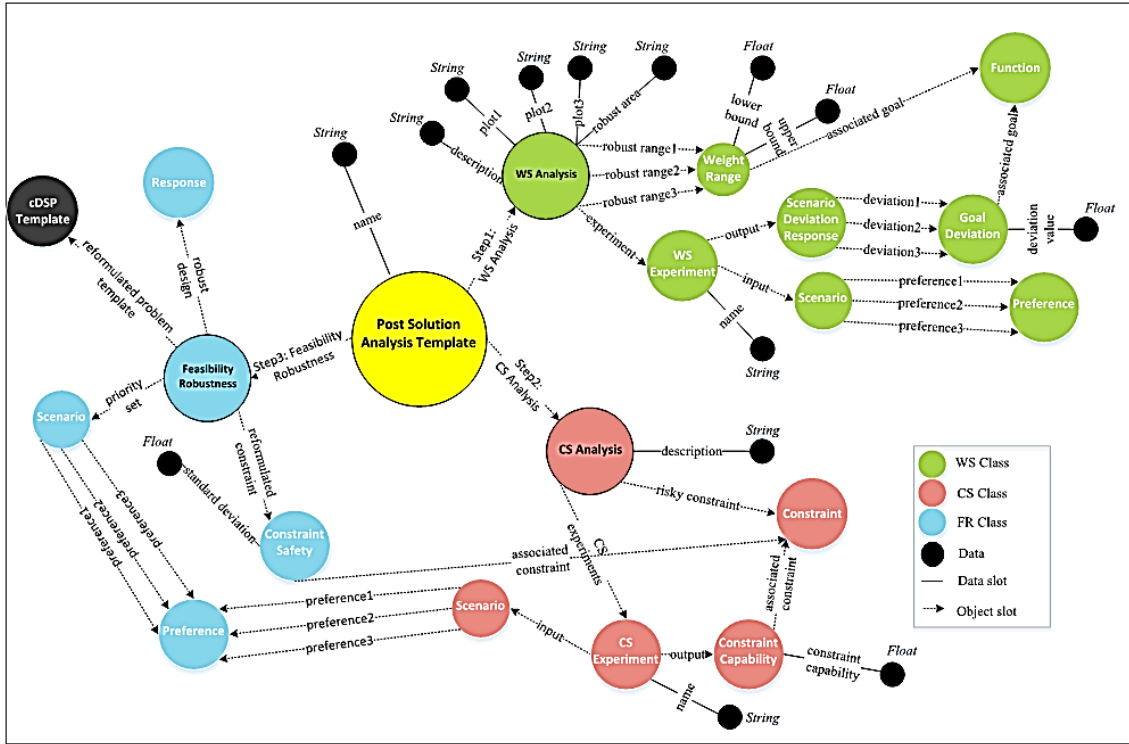 String
String
String
String
Float
Function
String
plot1
plot2
plot3
robust area
lower
bound
upper
bound
Float
associated goal
String
description
WS Analysis
robust range1
robust range2
robust range3
Weight
Range
associated goal
Response
name
cDSP
Template
Step1:
WS Analysis
experiment
Scenario
Deviation
Response
deviation1
deviation2
deviation3
Goal
Deviation
deviation
value
Float
output
WS
Experiment
input
Scenario
preference1
preference2
preference3
Preference
name
String
robust
design
reformulated problem
template
Post Solution
Analysis Template
Feasibility
Robustness
Step3: Feasibility
Robustness
Step2:
CS Analysis
priority
set
Scenario
Float
standard deviation
reformulated
constraint
CS Analysis
description
String
risky constraint
Constraint
WS Class
CS Class
FR Class
Data
Data slot
Object slot
preference3
preference2
preference1
Constraint
Safety
associated
constraint
CS
experiments
associated
constraint
Preference
preference1
preference2
preference3
Scenario
input
CS
Experiment
output
Constraint
Capability
constraint
capability
Float
name
String